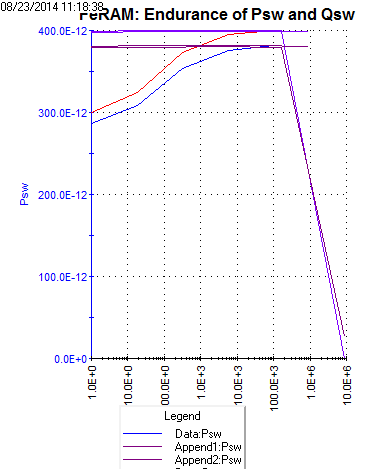 08/23/2014 11:18:38
FeRAM: Endurance of Psw and Qsw
400.0E-12
300.0E-12
200.0E-12
100.0E-12
0.0E+0
Psw
1.0E+0
10.0E+0
00.0E+0
1.0E+3
10.0E+3
100.0E+3
1.0E+6
10.0E+6
Legend
Data:Psw
Append1:Psw
Append2:Psw